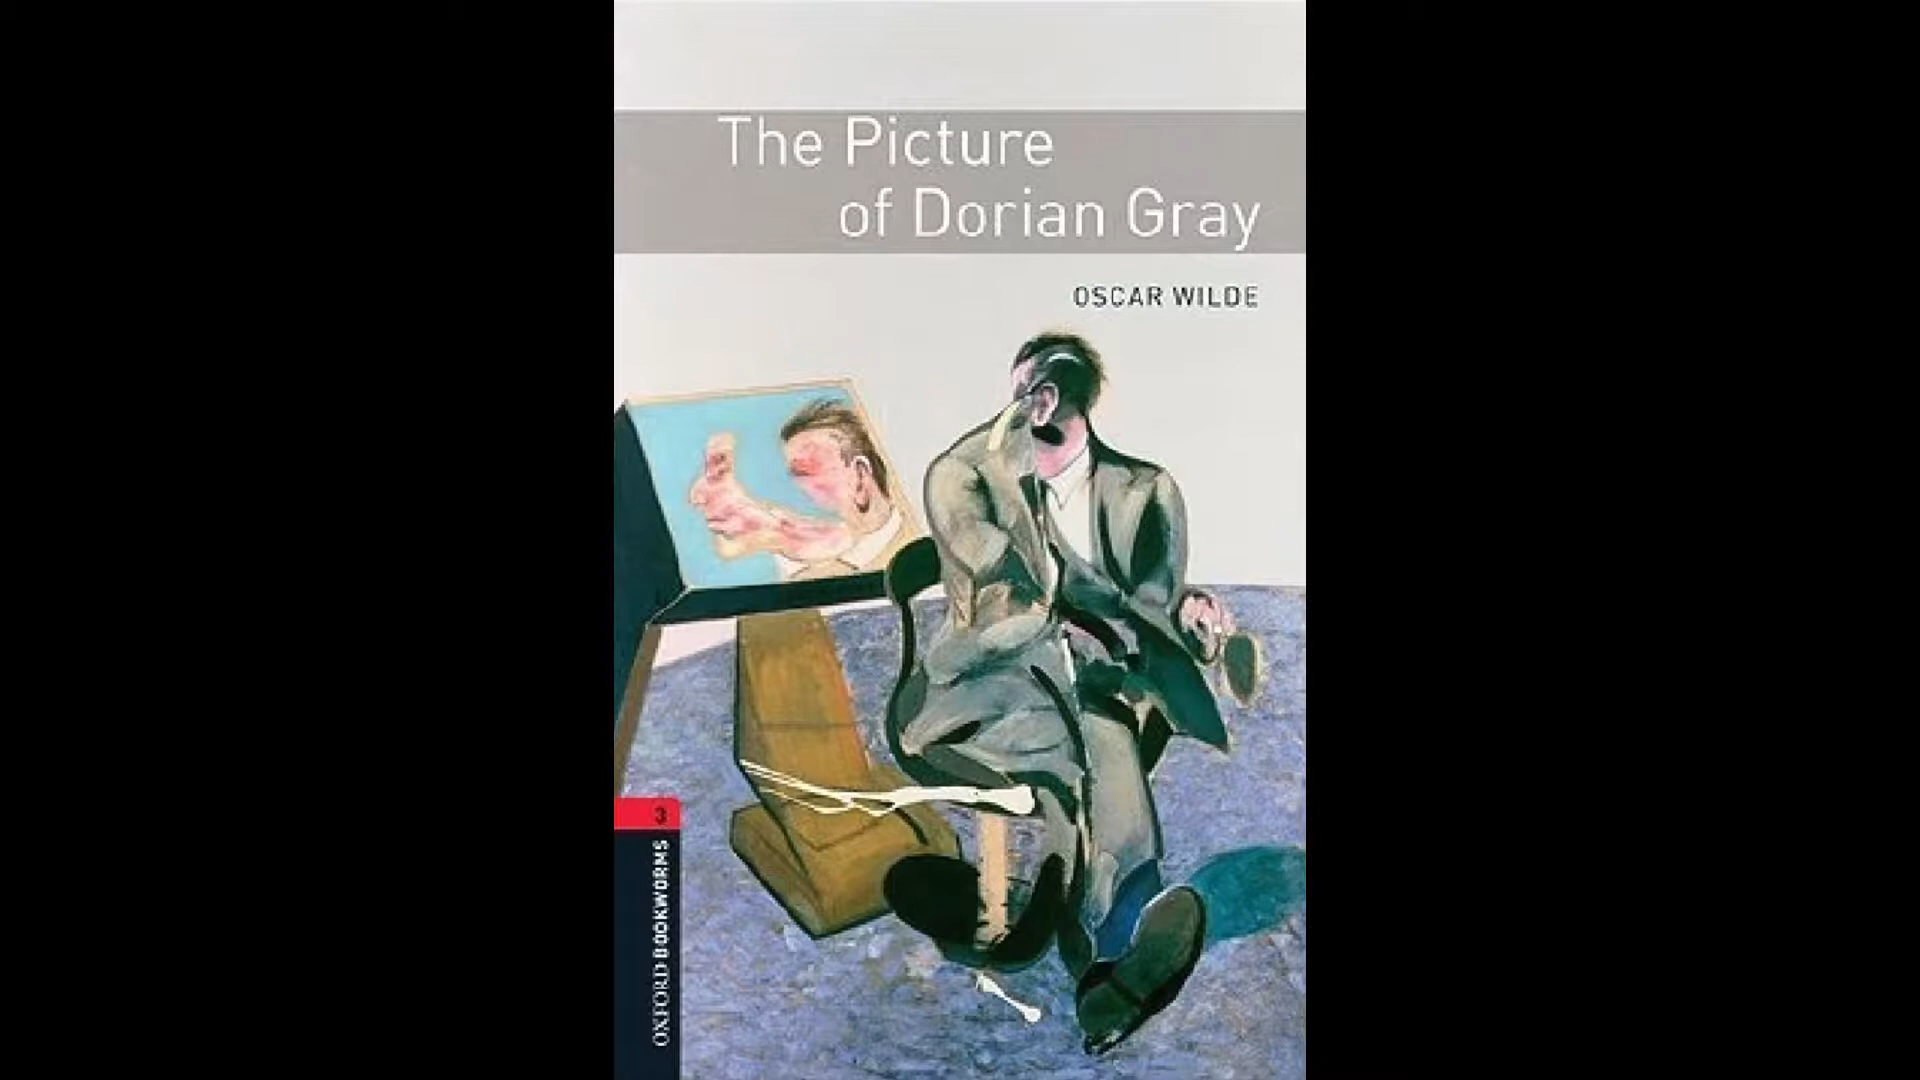 The Picture
of Dorian Gray
OSCAR WILDE
3
OXFORD BOOKWORMS